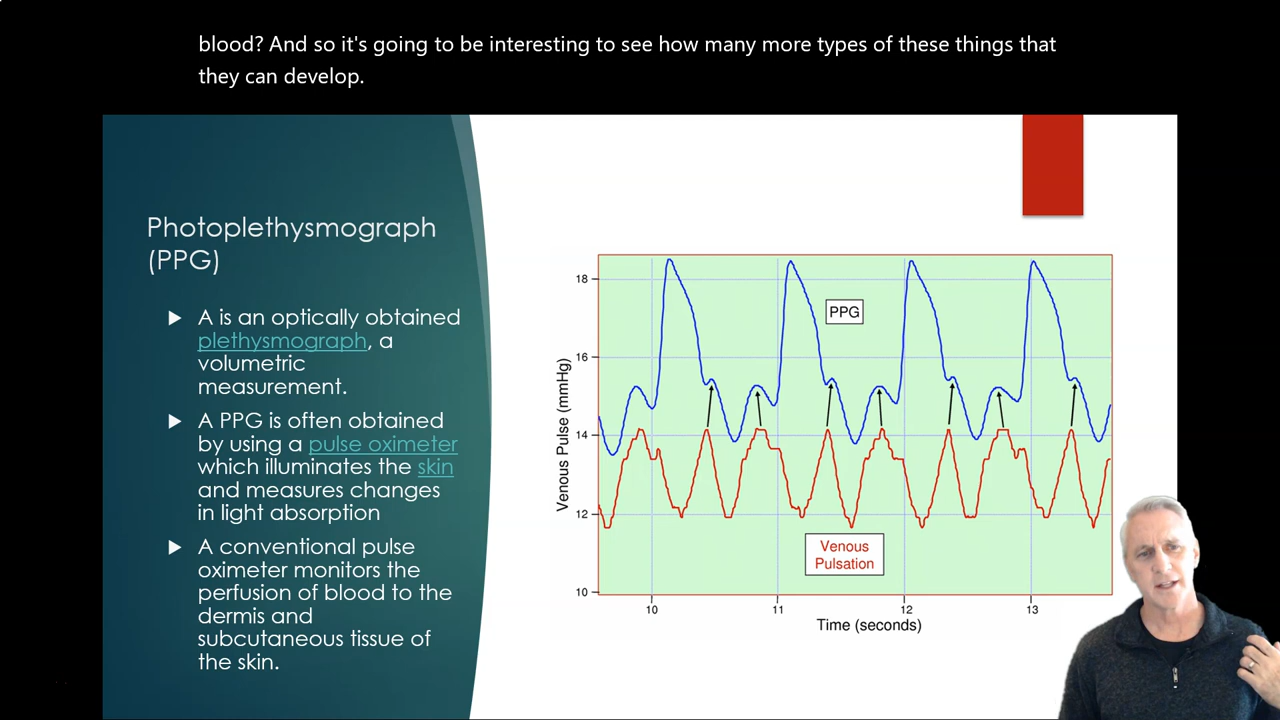 blood? And so it's going to be interesting to see how many more types of these things that
they can develop.
Photoplethysmograph
(PPG)
A is an optically obtained
plethysmograph, a
volumetric
measurement.
A PPG is often obtained
by using a pulse oximeter
which illuminates the skin
and measures changes
in light absorption
A conventional pulse
oximeter monitors the
perfusion of blood to the
dermis and
subcutaneous tissue of
the skin.
Venous Pulse (mmHg)
18
16
14
12
10
PPG
Venous
Pulsation
10 11 12 13
Time (seconds)